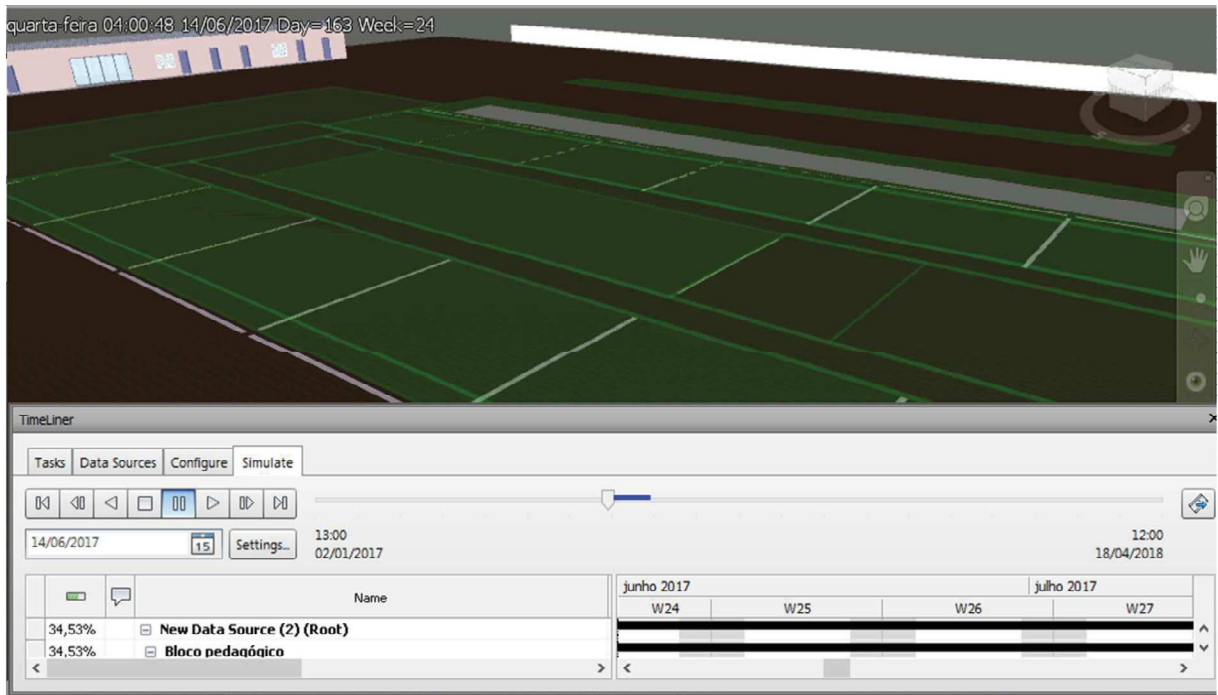 quarta-feira 04:00:48 14/06/2017 Day=163 Week=24
TimeLiner
Tasks Data Sources Configure Simulate
14/06/2017 15 Settings...
13:00 12:00
02/01/2017 18/04/2018
Name
junho 2017 julho 2017
W24 W25 W26 W27
34,53% New Data Source (2) (Root)
34,53% Bloco pedagógico